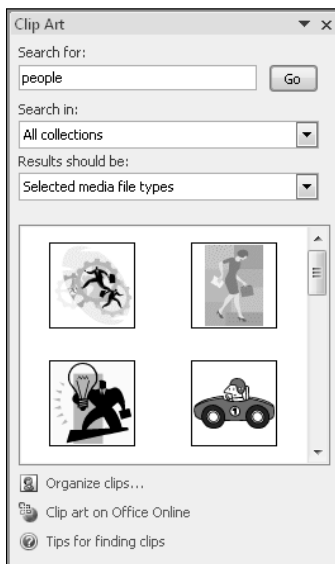 Clip Art
Search for:
people
Go
Search in:
All collections
Results should be:
Selected media file types
1
Organize clips...
Clip art on Office Online
Tips for finding clips